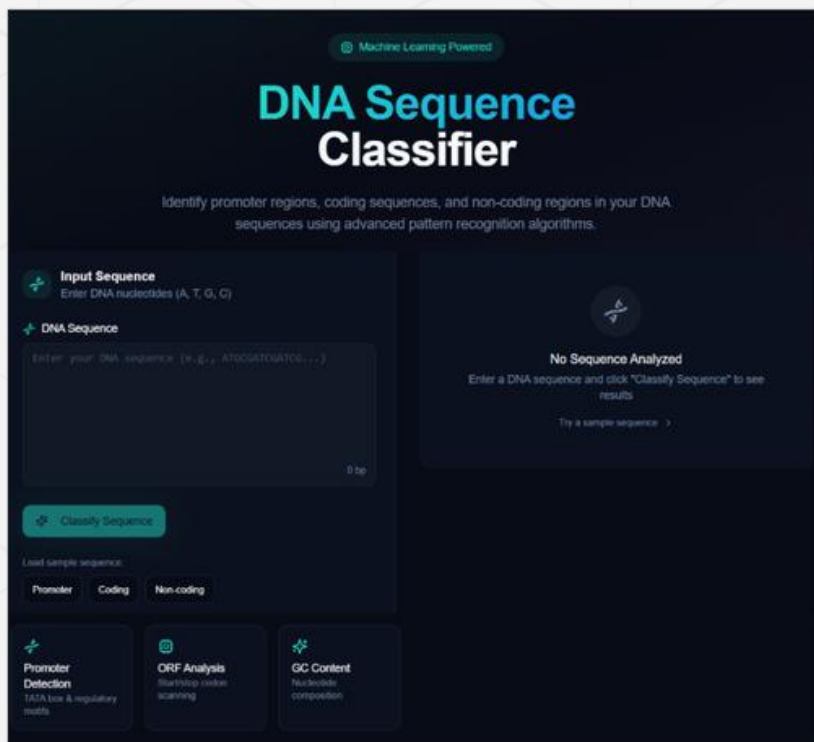 Machine Learning Powered
DNA Sequence
Classifier
Identify promoter regions, coding sequences, and non-coding regions in your DNA
sequences using advanced pattern recognition algorithms.
Input Sequence
Enter DNA nucleotides (A, T, G, C)
DNA Sequence
Enter your DNA sequence (e.g., ATGCGATCGATCG...)
0 bp
Classify Sequence
Load sample sequence:
Promoter
Coding
Non-coding
Promoter
Detection
TATA box & regulatory
motifs
ORF Analysis
Start/stop codon
scanning
GC Content
Nucleotide
composition
No Sequence Analyzed
Enter a DNA sequence and click "Classify Sequence" to see
results
Try a sample sequence >